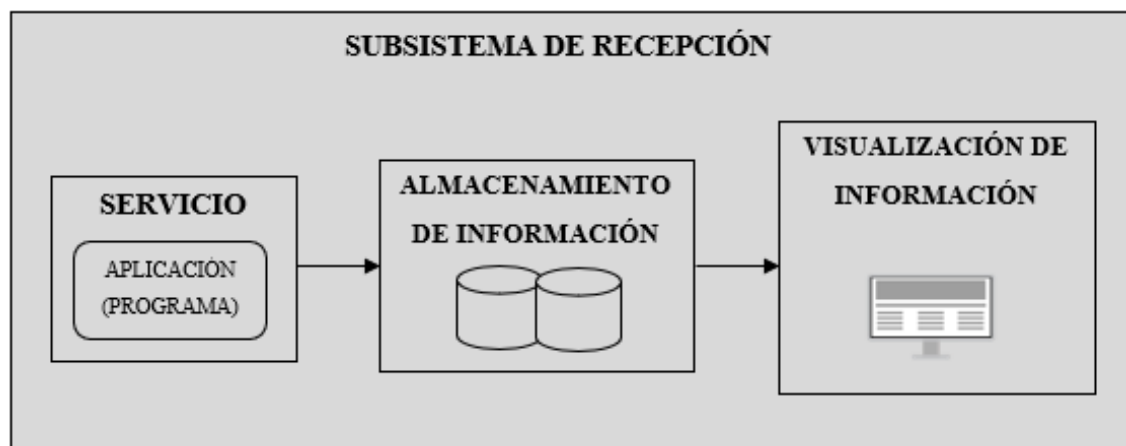 SUBSISTEMA DE RECEPCIÓN
SERVICIO
APLICACIÓN
(PROGRAMA)
ALMACENAMIENTO
DE INFORMACIÓN
VISUALIZACIÓN DE
INFORMACIÓN